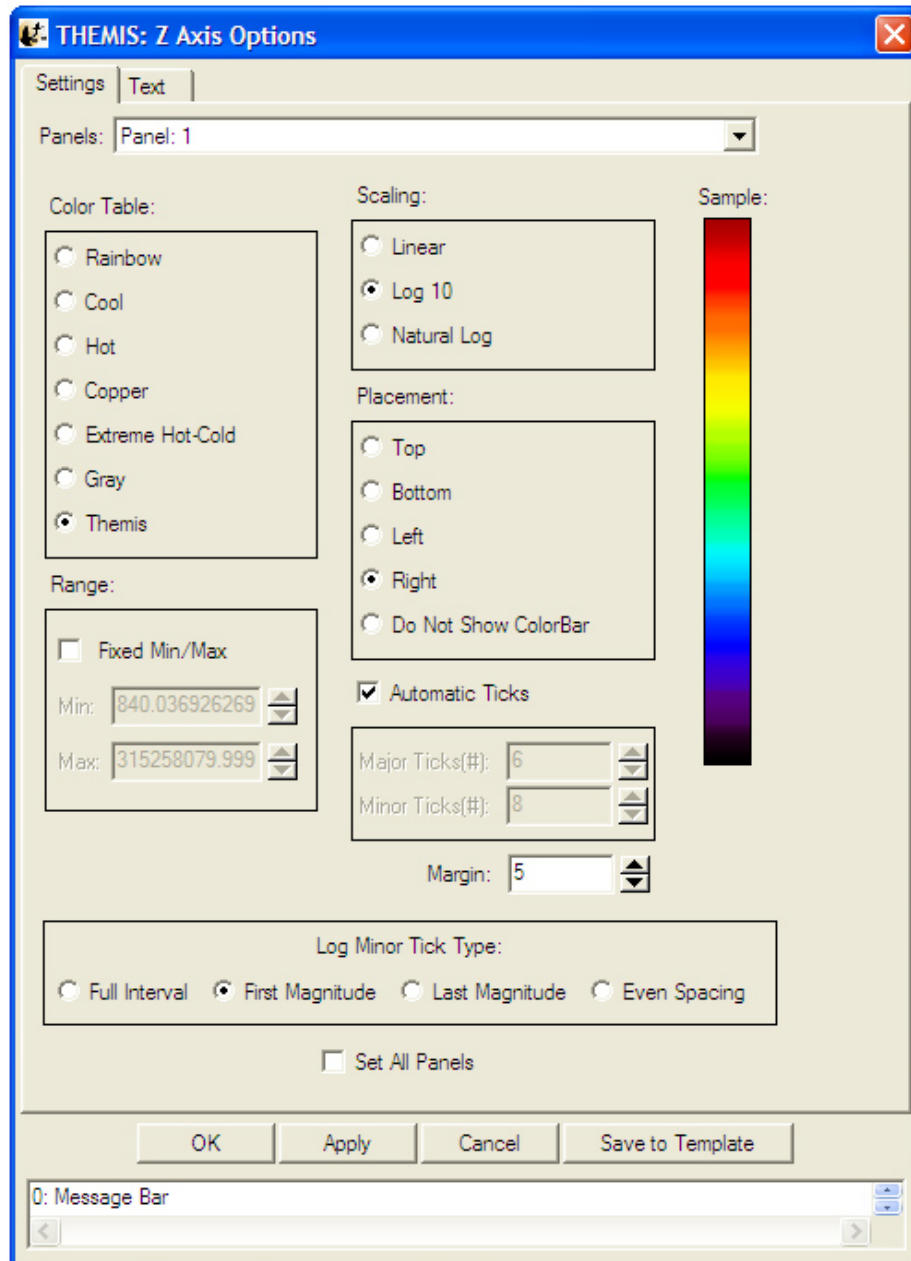 THEMIS: Z Axis Options
Settings
Text
Panels: Panel: 1
Color Table:
Rainbow
Cool
Hot
Copper
Extreme Hot-Cold
Gray
Themis
Range:
Fixed Min/Max
Min: 840.036926269
Max: 315258079.999
Scaling:
Linear
Log 10
Natural Log
Placement:
Top
Bottom
Left
Right
Do Not Show ColorBar
Automatic Ticks
Major Ticks(#): 6
Minor Ticks(#): 8
Margin: 5
Sample:
Log Minor Tick Type:
Full Interval First Magnitude Last Magnitude Even Spacing
Set All Panels
OK Apply Cancel Save to Template
0: Message Bar